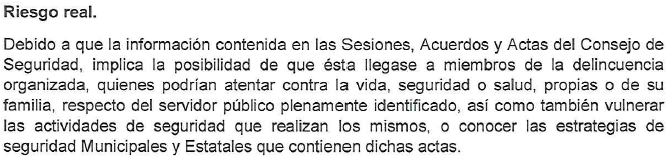 Riesgo real.
Debido a que la información contenida en las Sesiones, Acuerdos y Actas del Consejo de
Seguridad, implica la posibilidad de que ésta llegase a miembros de la delincuencia
organizada, quienes podrían atentar contra la vida, seguridad o salud, propias o de su
familia, respecto del servidor público plenamente identificado, así como también vulnerar
las actividades de seguridad que realizan los mismos, o conocer las estrategias de
seguridad Municipales y Estatales que contienen dichas actas.